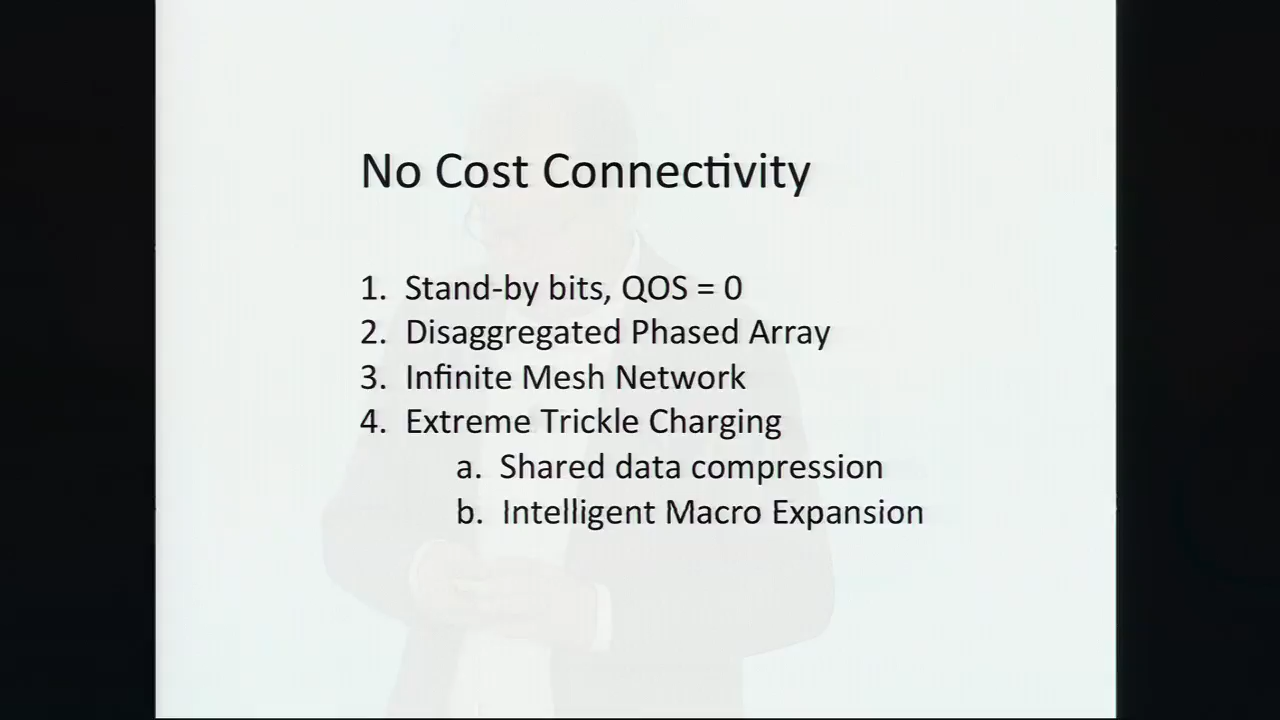 No Cost Connectivity
1. Stand-by bits, QOS = 0
2. Disaggregated Phased Array
3. Infinite Mesh Network
4. Extreme Trickle Charging
a. Shared data compression
b. Intelligent Macro Expansion